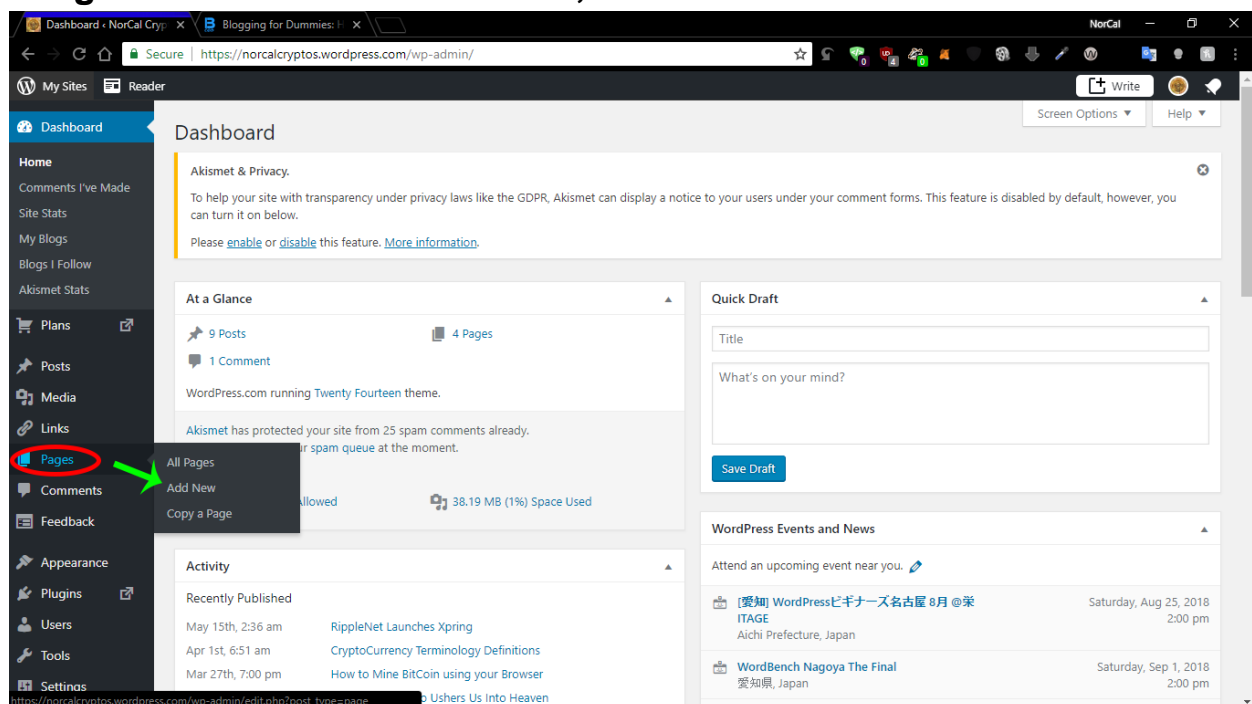 Dashboard ‹ NorCal Cryp
Blogging for Dummies: H
NorCal
Secure | https://norcalcryptos.wordpress.com/wp-admin/
My Sites
Reader
Write
Dashboard
Home
Comments I've Made
Site Stats
My Blogs
Blogs I Follow
Akismet Stats
Plans
Posts
Media
Links
Pages
Comments
Feedback
Appearance
Plugins
Users
Tools
Settings
All Pages
Add New
Copy a Page
Screen Options
Help
Dashboard
Akismet & Privacy.
To help your site with transparency under privacy laws like the GDPR, Akismet can display a notice to your users under your comment forms. This feature is disabled by default, however, you
can turn it on below.
Please enable or disable this feature. More information.
At a Glance
9 Posts
4 Pages
1 Comment
WordPress.com running Twenty Fourteen theme.
Akismet has protected your site from 25 spam comments already.
spam queue at the moment.
llowed
38.19 MB (1%) Space Used
Activity
Recently Published
May 15th, 2:36 am RippleNet Launches Xpring
Apr 1st, 6:51 am CryptoCurrency Terminology Definitions
Mar 27th, 7:00 pm How to Mine BitCoin using your Browser
Ushers Us Into Heaven
Quick Draft
Title
What's on your mind?
Save Draft
WordPress Events and News
Attend an upcoming event near you.
[愛知] WordPressビギナーズ名古屋 8月 @栄
ITAGE
Aichi Prefecture, Japan
Saturday, Aug 25, 2018
2:00 pm
WordBench Nagoya The Final
愛知県, Japan
Saturday, Sep 1, 2018
2:00 pm
https://norcalcryptos.wordpress.com/wp-admin/edit.php?post_type=page